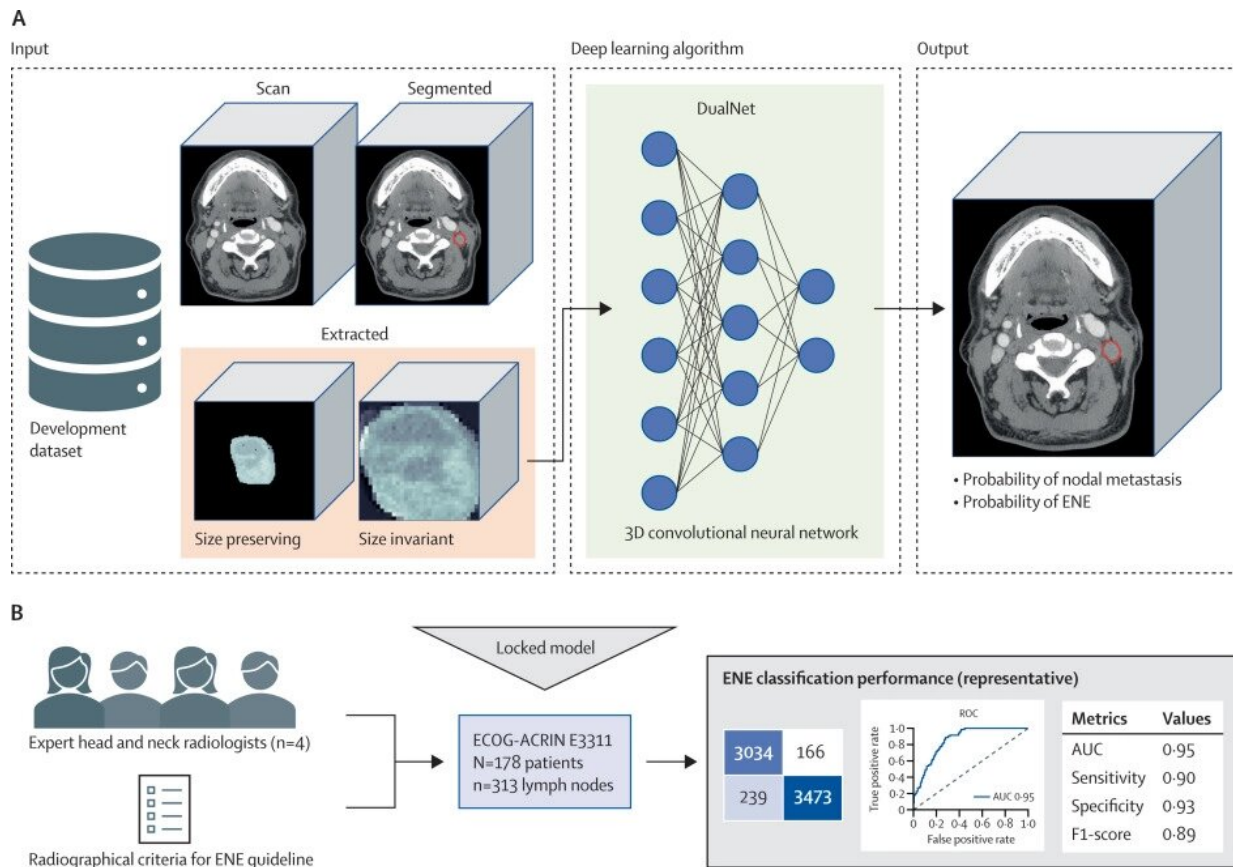 A
Input
Deep learning algorithm
Output
Scan
Segmented
DualNet
Extracted
Development
dataset
Size preserving
Size invariant
3D convolutional neural network
• Probability of nodal metastasis
• Probability of ENE
B
Locked model
Expert head and neck radiologists (n=4)
Radiographical criteria for ENE guideline
ECOG-ACRIN E3311
N=178 patients
n=313 lymph nodes
ENE classification performance (representative)
3034 166
239 3473
ROC
True positive rate
1·0
0·8
0·6
0·4
0·2
0
0 0·2 0·4 0·6 0·8 1·0
False positive rate
AUC 0·95
Metrics Values
AUC 0·95
Sensitivity 0·90
Specificity 0·93
F1-score 0·89